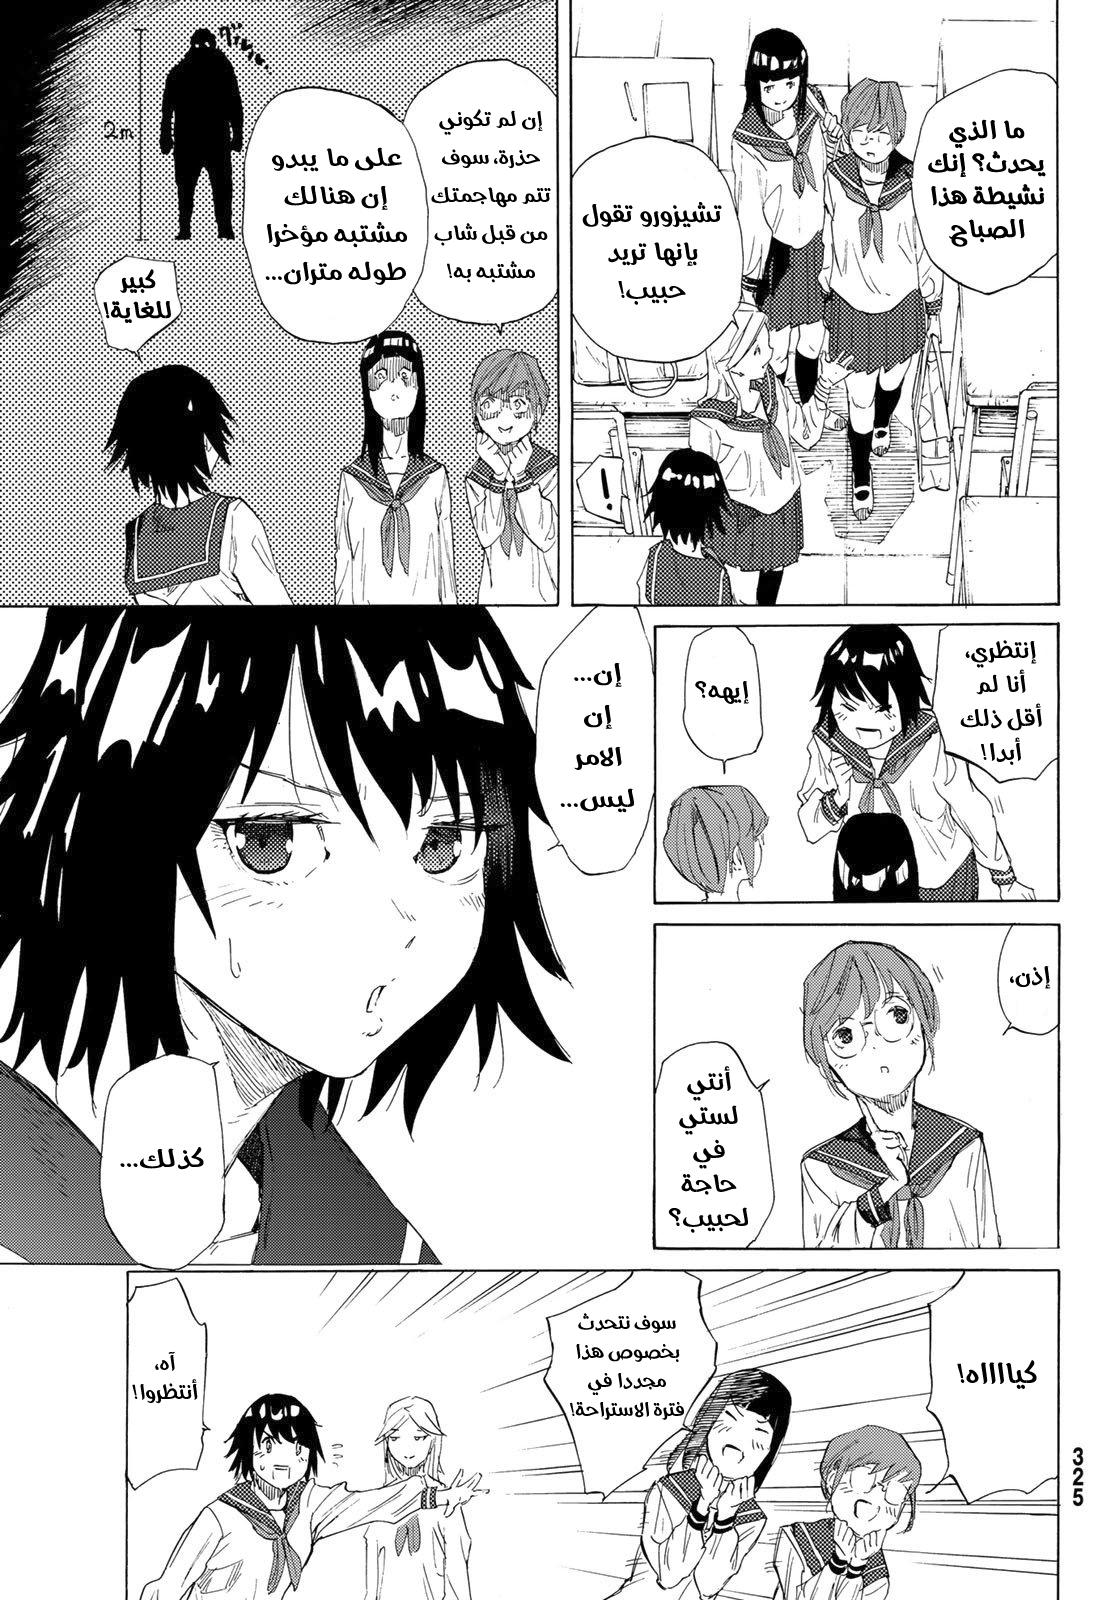 ما الذي
يحدث؟ إنك
نشيطة هذا
الصباح
تشيزورو تقول
بإنها تريد
حبيب!
!
إن لم تكوني
حذرة، سوف
تتم مهاجمتك
من قبل شاب
مشتبه به!
على ما يبدو
إن هنالك
مشتبه مؤخرا
طوله متران...
2m
كبير
للغاية!
إنتظري،
أنا لم
أقل ذلك
أبدا!
إيهه؟
إذن،
أنتي
لستي
في
حاجة
لحبيب؟
إن...
إن
الامر
ليس...
كذلك...
كياااااه!
سوف نتحدث
بخصوص هذا
مجددا في
فترة الاستراحة!
آه،
أنتظروا!
325